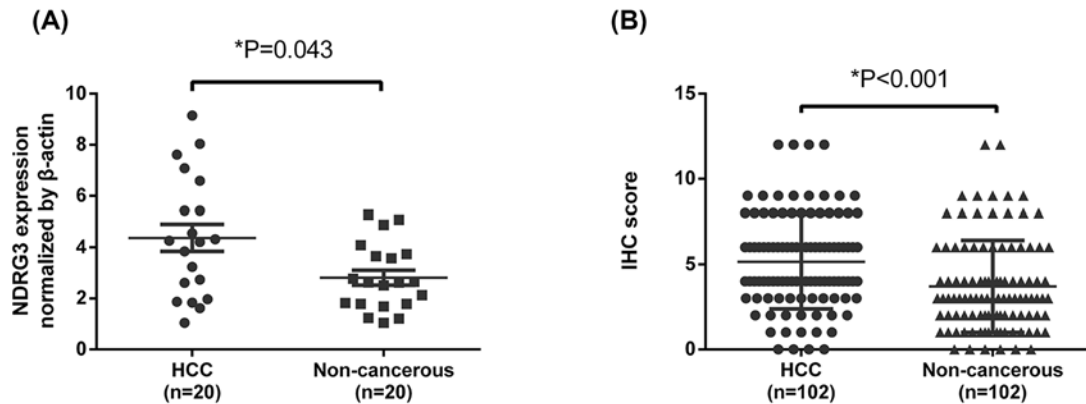 (A)
*P=0.043
NDRG3 expression
normalized by β-actin
10
8
6
4
2
0
HCC
(n=20)
Non-cancerous
(n=20)
(B)
*P<0.001
IHC score
15
10
5
0
HCC
(n=102)
Non-cancerous
(n=102)